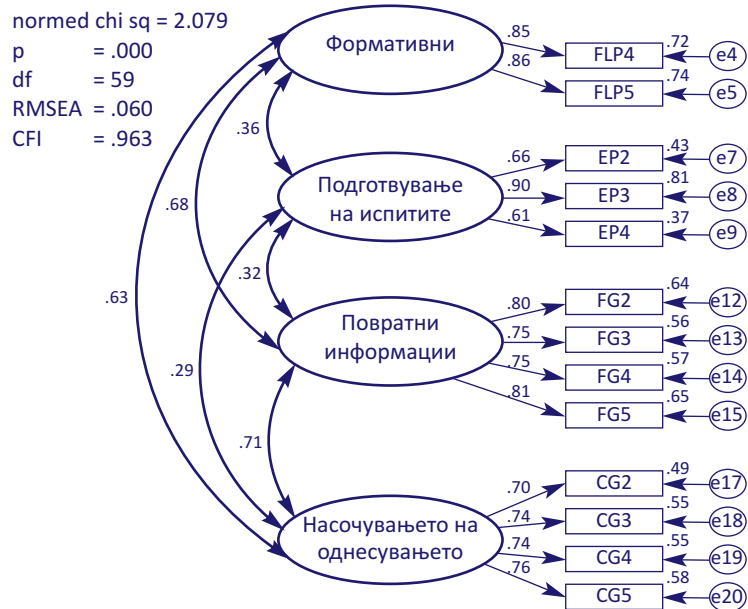 normed chi sq = 2.079
p = .000
df = 59
RMSEA = .060
CFI = .963
Формативни
.85
.86
FLP4
.72
e4
FLP5
.74
e5
.36
.68
.63
Подготвување
на испитите
.66
.90
.61
EP2
.43
e7
EP3
.81
e8
EP4
.37
e9
.32
.29
Повратни
информации
.80
.75
.75
.81
FG2
.64
e12
FG3
.56
e13
FG4
.57
e14
FG5
.65
e15
.71
Насочувањето на
однесувањето
.70
.74
.74
.76
CG2
.49
e17
CG3
.55
e18
CG4
.55
e19
CG5
.58
e20